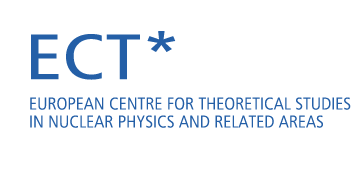 ECT*
EUROPEAN CENTRE FOR THEORETICAL STUDIES
IN NUCLEAR PHYSICS AND RELATED AREAS